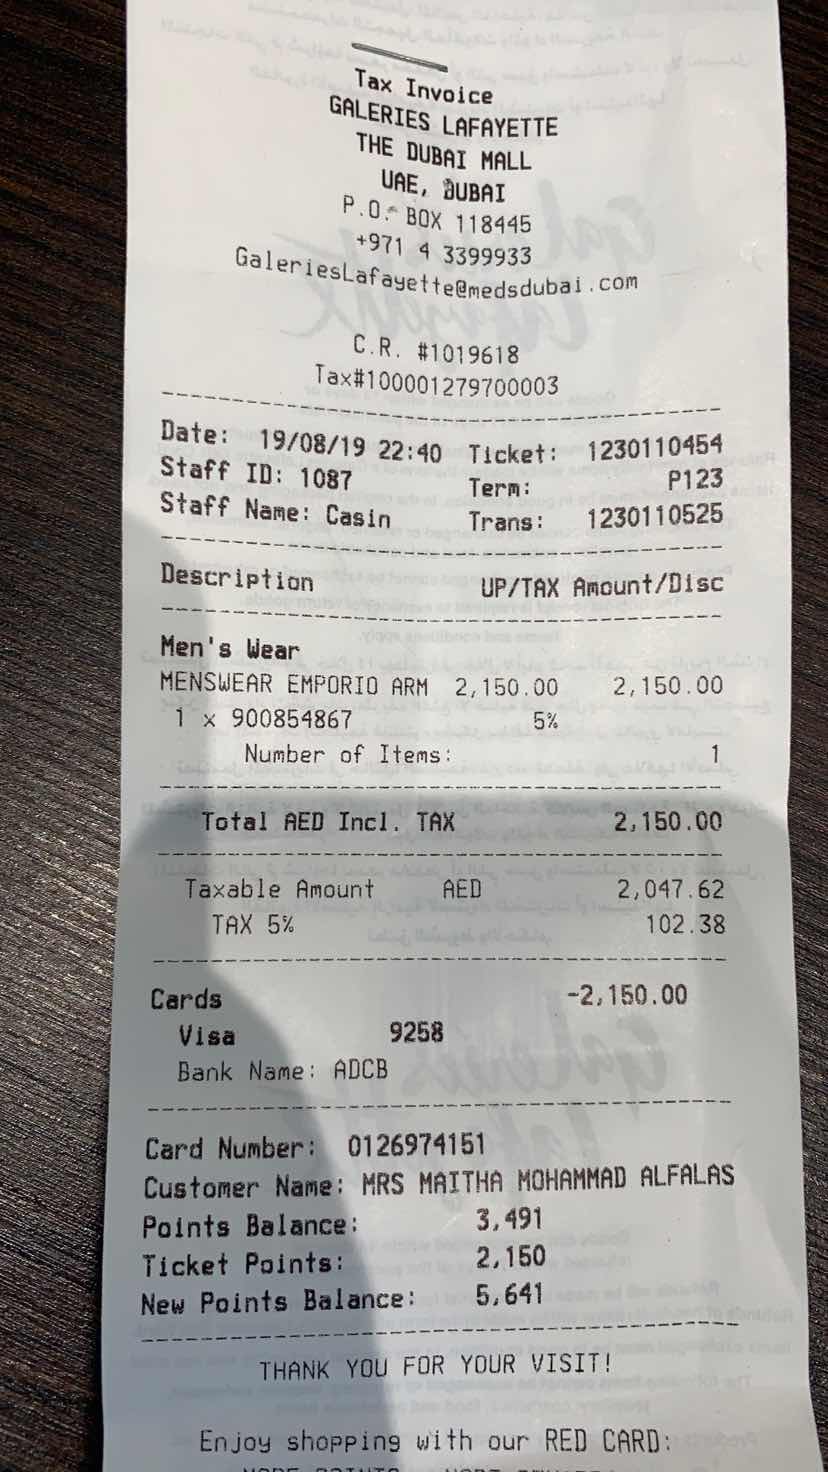 Tax Invoice
GALERIES LAFAYETTE
THE DUBAI MALL
UAE, DUBAI
P.O. BOX 118445
+971 4 3399933
GaleriesLafayette@medsdubai.com
C.R. #1019618
Tax#100001279700003
Date: 19/08/19 22:40 Ticket: 1230110454
Staff ID: 1087 Term: P123
Staff Name: Casin Trans: 1230110525
Description UP/TAX Amount/Disc
Men's Wear
MENSWEAR EMPORIO ARM 2,150.00 2,150.00
1 x 900854867 5%
Number of Items: 1
Total AED Incl. TAX 2,150.00
Taxable Amount AED 2,047.62
TAX 5% 102.38
Cards -2,150.00
Visa 9258
Bank Name: ADCB
Card Number: 0126974151
Customer Name: MRS MAITHA MOHAMMAD ALFALAS
Points Balance: 3,491
Ticket Points: 2,150
New Points Balance: 5,641
THANK YOU FOR YOUR VISIT!
Enjoy shopping with our RED CARD: